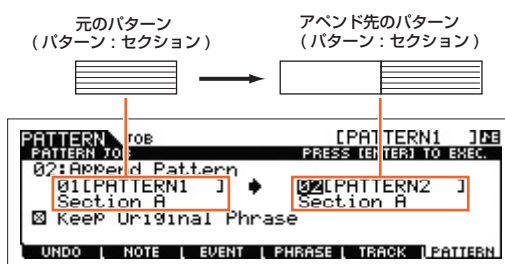 元のパターン
(パターン:セクション)
アペンド先のパターン
(パターン:セクション)
PATTERN JOB [PATTERN1 ]
PATTERN JOB PRESS [ENTER] TO EXEC.
02:Append Pattern
01[PATTERN1 ] 02[PATTERN2 ]
Section A Section A
Keep Original Phrase
UNDO NOTE EVENT PHRASE TRACK PATTERN